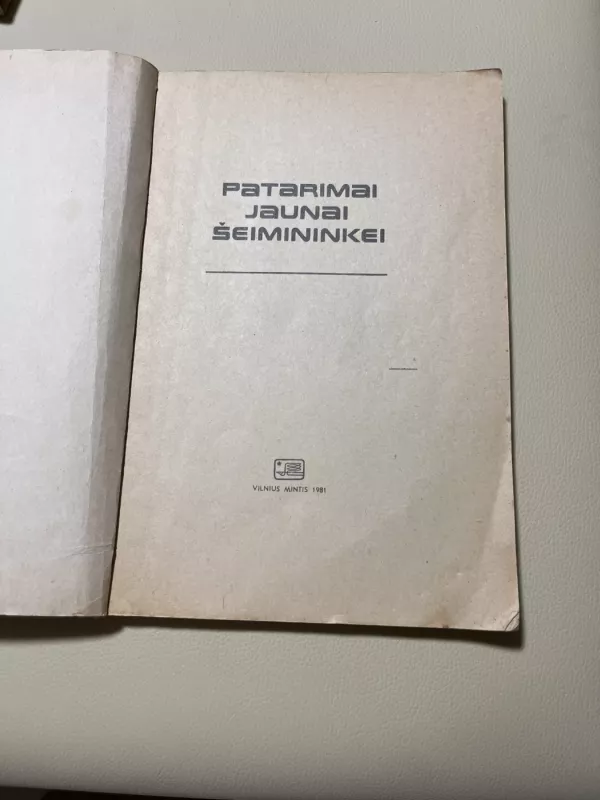 PATARIMAI
JAUNAI
ŠEIMININKEI
VILNIUS MINTIS 1981